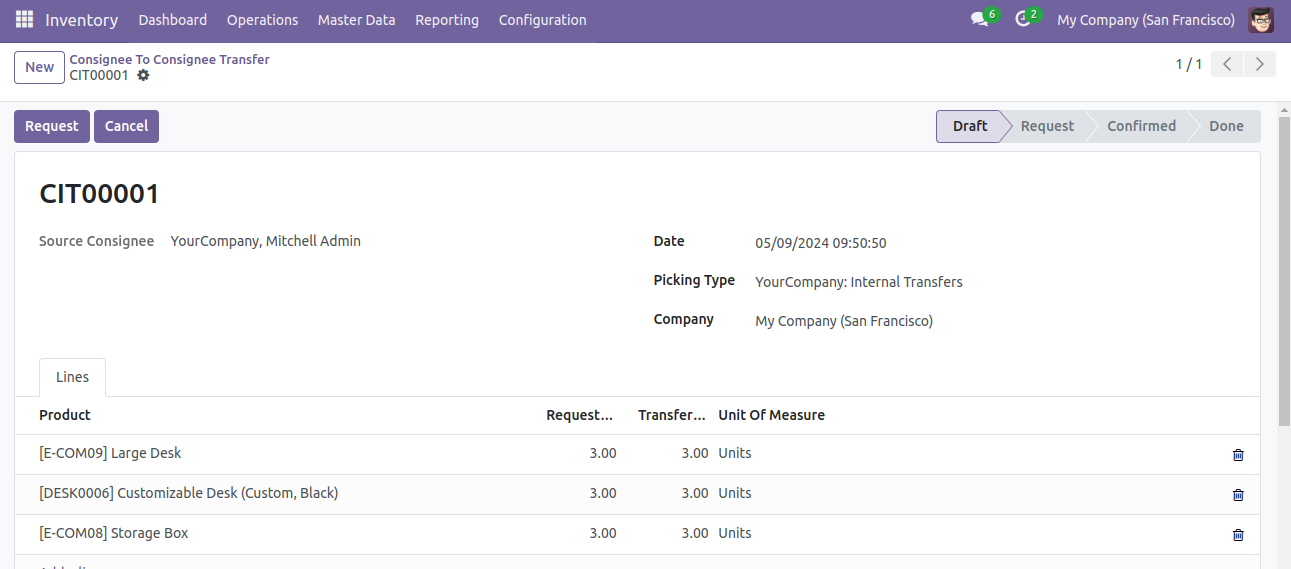 Inventory Dashboard Operations Master Data Reporting Configuration 6 2 My Company (San Francisco)
New Consignee To Consignee Transfer
CIT00001
1 / 1
Request Cancel Draft Request Confirmed Done
CIT00001
Source Consignee YourCompany, Mitchell Admin
Date 05/09/2024 09:50:50
Picking Type YourCompany: Internal Transfers
Company My Company (San Francisco)
Lines
Product Request... Transfer... Unit Of Measure
[E-COM09] Large Desk 3.00 3.00 Units
[DESK0006] Customizable Desk (Custom, Black) 3.00 3.00 Units
[E-COM08] Storage Box 3.00 3.00 Units